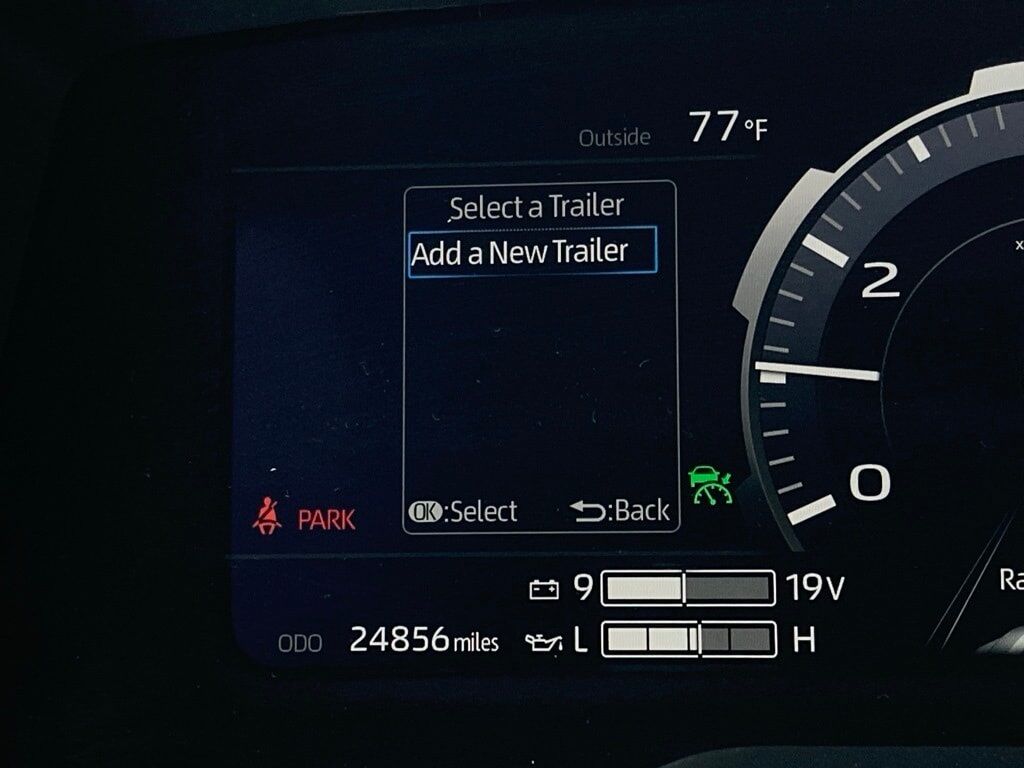 Outside 77°F
Select a Trailer
Add a New Trailer
2
0
PARK
OK:Select
:Back
9
19V
ODO 24856 miles
L
H